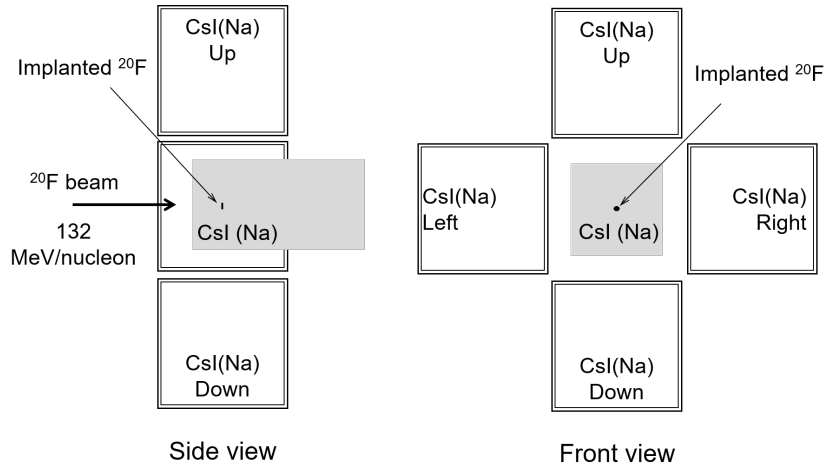 CsI(Na)
Up
Implanted ²⁰F
²⁰F beam
132
MeV/nucleon
CsI (Na)
CsI(Na)
Down
Side view
CsI(Na)
Up
Implanted ²⁰F
CsI(Na)
Left
CsI (Na)
CsI(Na)
Right
CsI(Na)
Down
Front view